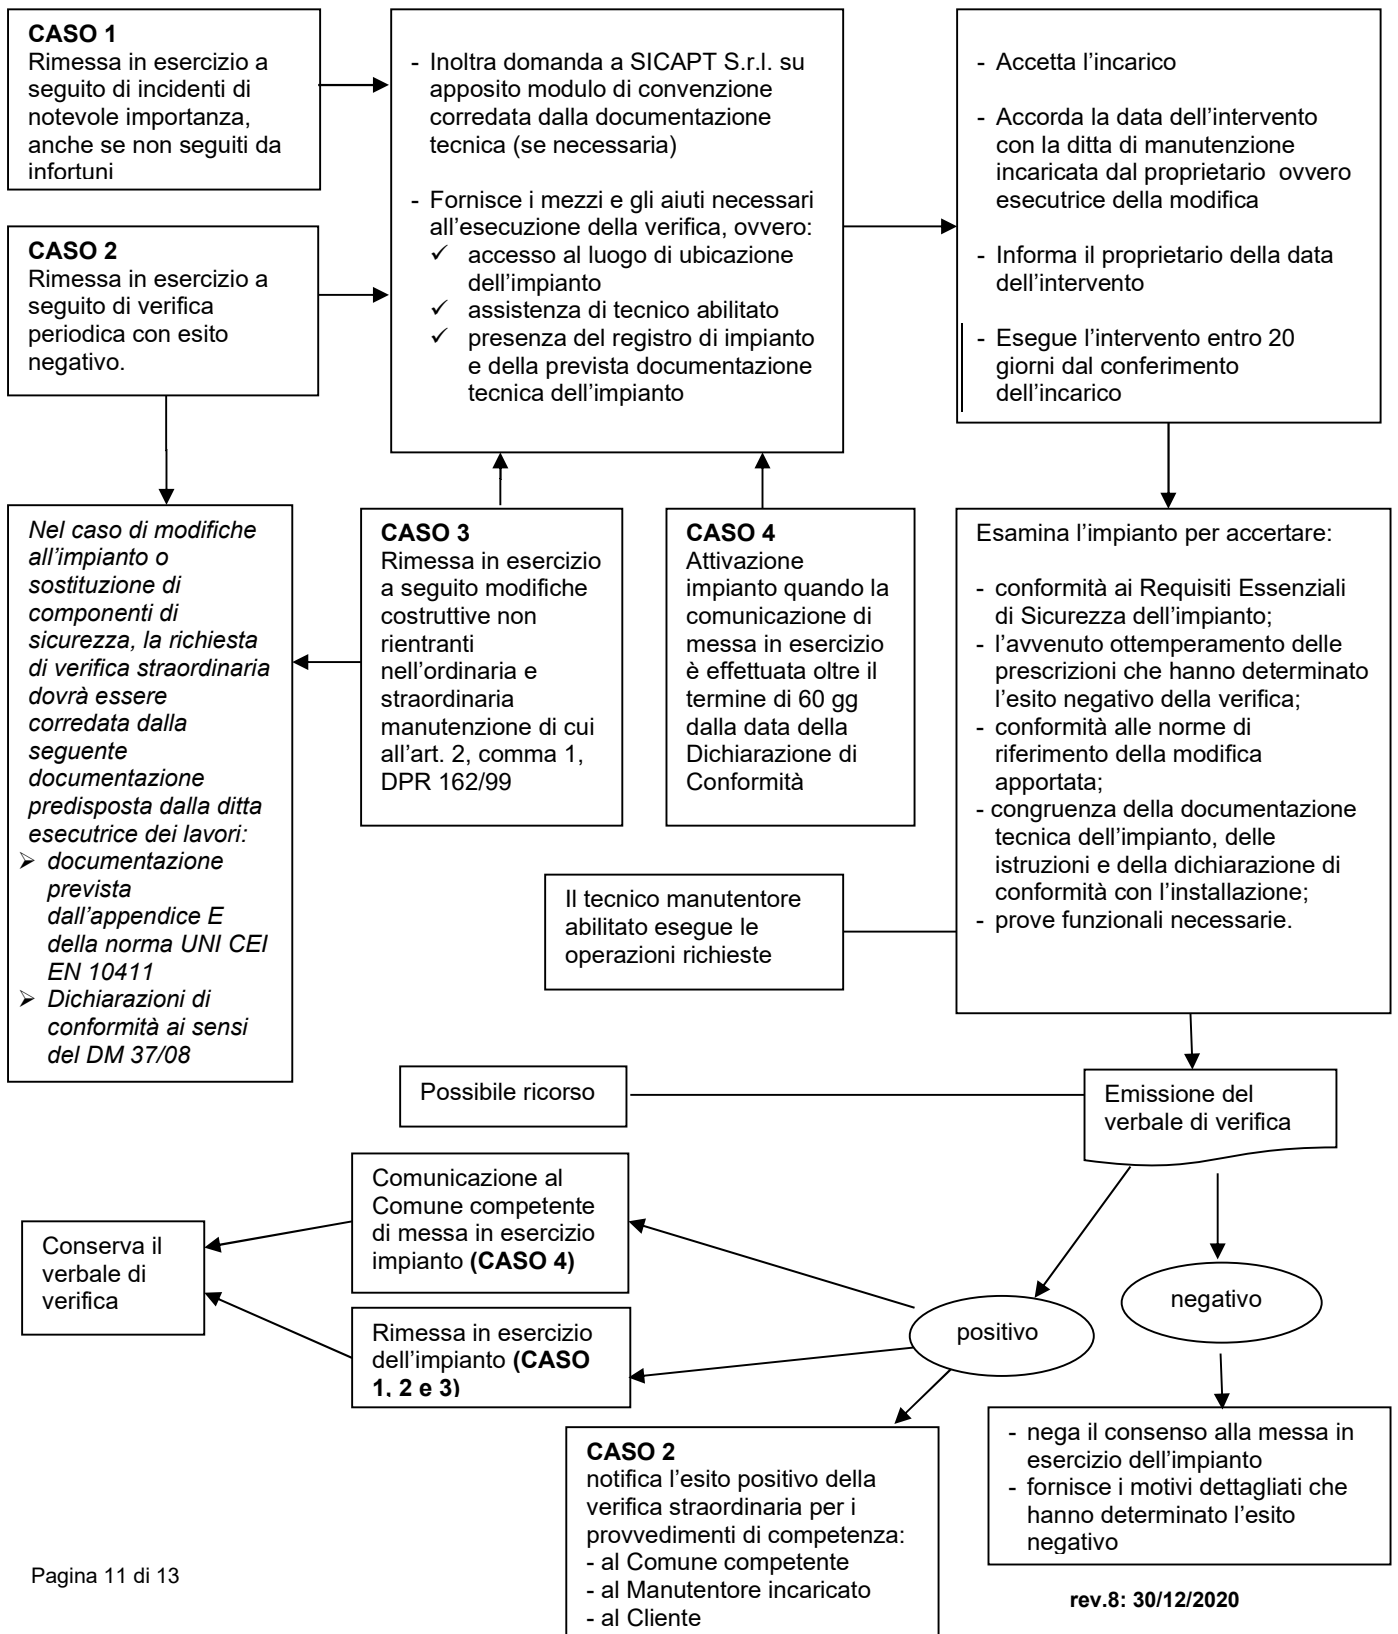 CASO 1
Rimessa in esercizio a
seguito di incidenti di
notevole importanza,
anche se non seguiti da
infortuni
- Inoltra domanda a SICAPT S.r.l. su
apposito modulo di convenzione
corredata dalla documentazione
tecnica (se necessaria)
- Fornisce i mezzi e gli aiuti necessari
all'esecuzione della verifica, ovvero:
✓ accesso al luogo di ubicazione
dell'impianto
✓ assistenza di tecnico abilitato
✓ presenza del registro di impianto
e della prevista documentazione
tecnica dell'impianto
- Accetta l'incarico
- Accorda la data dell'intervento
con la ditta di manutenzione
incaricata dal proprietario ovvero
esecutrice della modifica
- Informa il proprietario della data
dell'intervento
- Esegue l'intervento entro 20
giorni dal conferimento
dell'incarico
CASO 2
Rimessa in esercizio a
seguito di verifica
periodica con esito
negativo.
Nel caso di modifiche
all'impianto o
sostituzione di
componenti di
sicurezza, la richiesta
di verifica straordinaria
dovrà essere
corredata dalla
seguente
documentazione
predisposta dalla ditta
esecutrice dei lavori:
➢ documentazione
prevista
dall'appendice E
della norma UNI CEI
EN 10411
➢ Dichiarazioni di
conformità ai sensi
del DM 37/08
CASO 3
Rimessa in esercizio
a seguito modifiche
costruttive non
rientranti
nell'ordinaria e
straordinaria
manutenzione di cui
all'art. 2, comma 1,
DPR 162/99
CASO 4
Attivazione
impianto quando la
comunicazione di
messa in esercizio
è effettuata oltre il
termine di 60 gg
dalla data della
Dichiarazione di
Conformità
Esamina l'impianto per accertare:
- conformità ai Requisiti Essenziali
di Sicurezza dell'impianto;
- l'avvenuto ottemperamento delle
prescrizioni che hanno determinato
l'esito negativo della verifica;
- conformità alle norme di
riferimento della modifica
apportata;
- congruenza della documentazione
tecnica dell'impianto, delle
istruzioni e della dichiarazione di
conformità con l'installazione;
- prove funzionali necessarie.
Il tecnico manutentore
abilitato esegue le
operazioni richieste
Possibile ricorso
Emissione del
verbale di verifica
Comunicazione al
Comune competente
di messa in esercizio
impianto (CASO 4)
Conserva il
verbale di
verifica
Rimessa in esercizio
dell'impianto (CASO
1, 2 e 3)
positivo
negativo
CASO 2
notifica l'esito positivo della
verifica straordinaria per i
provvedimenti di competenza:
- al Comune competente
- al Manutentore incaricato
- al Cliente
- nega il consenso alla messa in
esercizio dell'impianto
- fornisce i motivi dettagliati che
hanno determinato l'esito
negativo
Pagina 11 di 13
rev.8: 30/12/2020